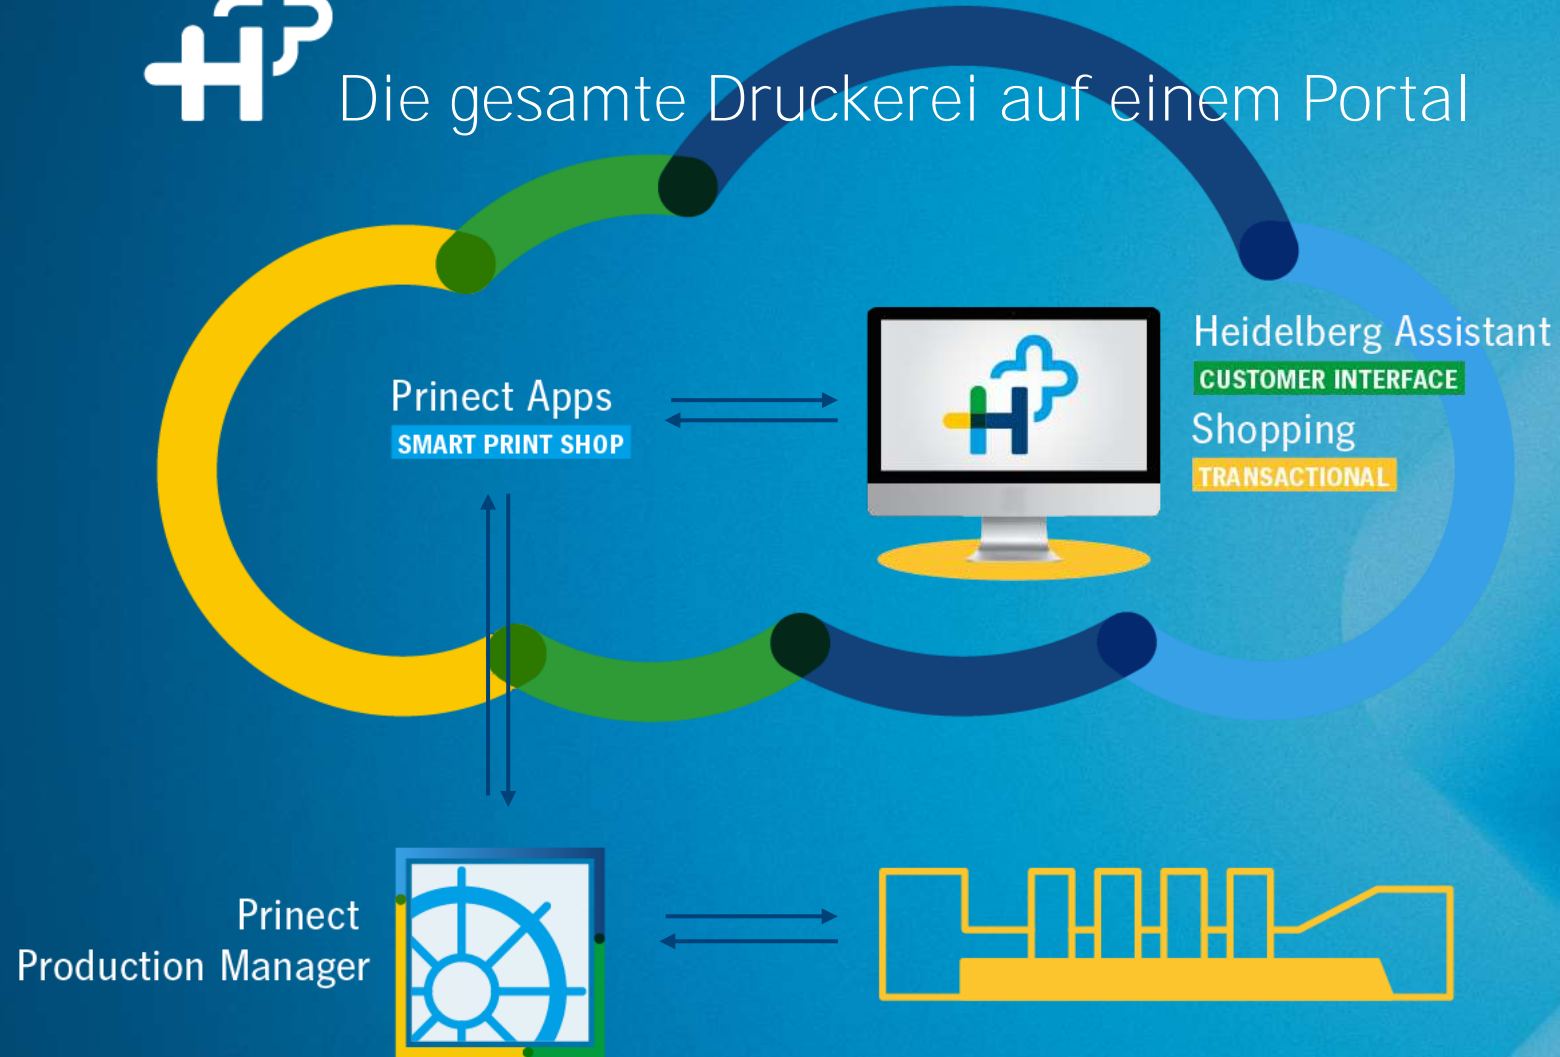 Die gesamte Druckerei auf einem Portal
Heidelberg Assistant
CUSTOMER INTERFACE
Shopping
TRANSACTIONAL
Prinect Apps
SMART PRINT SHOP
Prinect
Production Manager